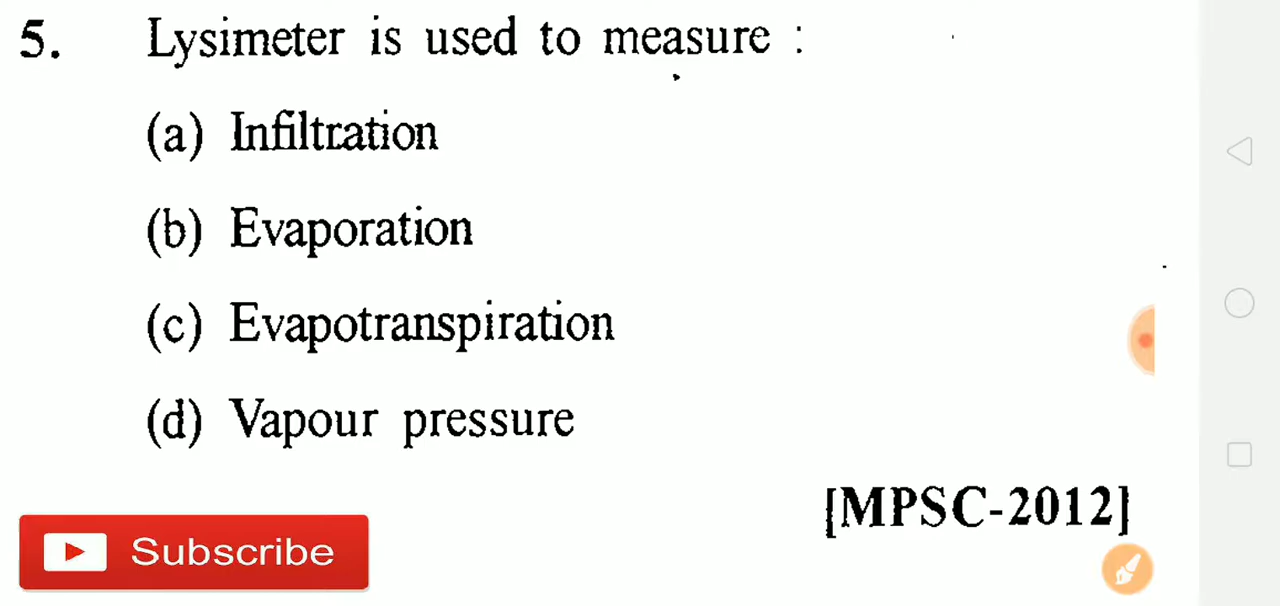 5. Lysimeter is used to measure :
(a) Infiltration
(b) Evaporation
(c) Evapotranspiration
(d) Vapour pressure
[MPSC-2012]
Subscribe